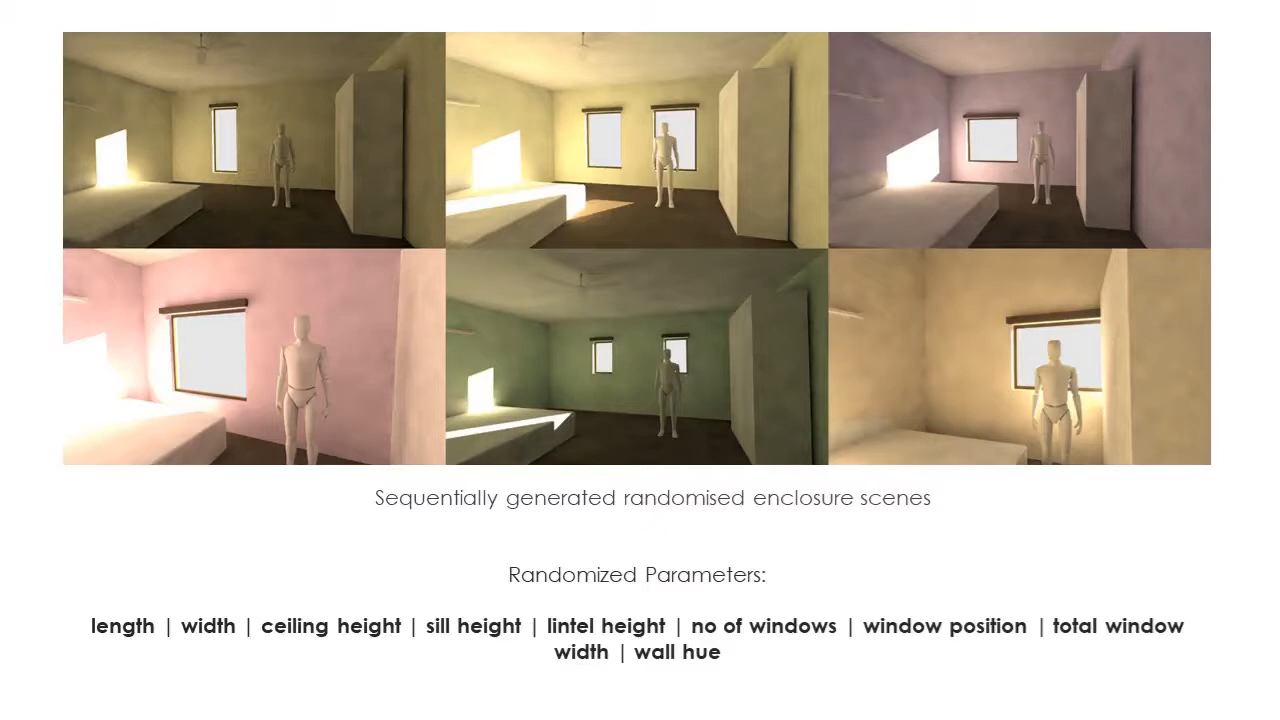 Sequentially generated randomised enclosure scenes
Randomized Parameters:
length | width | ceiling height | sill height | lintel height | no of windows | window position | total window
width | wall hue